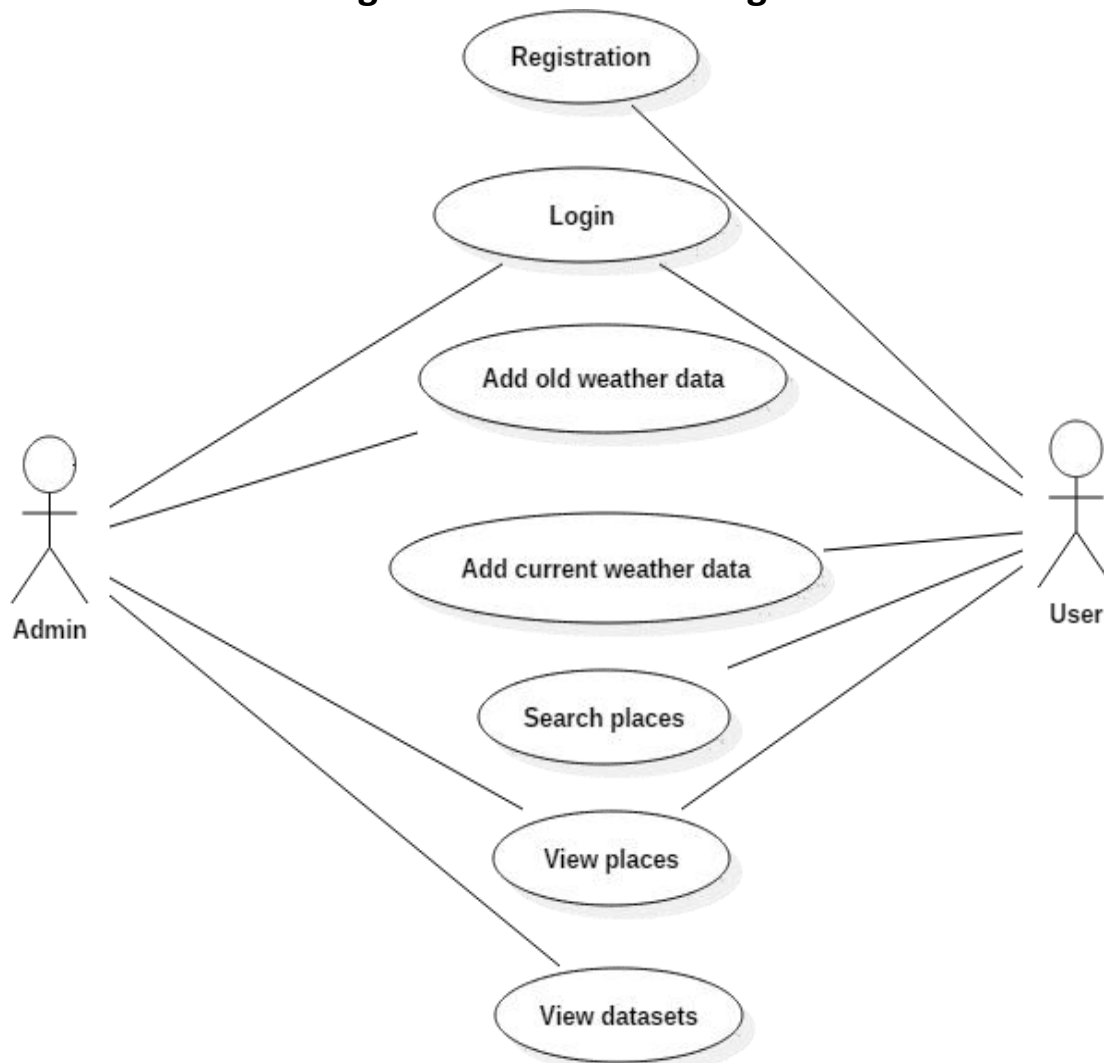 Registration
Login
Add old weather data
Admin
Add current weather data
User
Search places
View places
View datasets